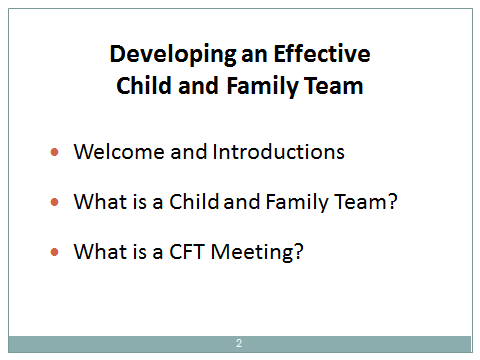 Developing an Effective
Child and Family Team
• Welcome and Introductions
• What is a Child and Family Team?
• What is a CFT Meeting?
2